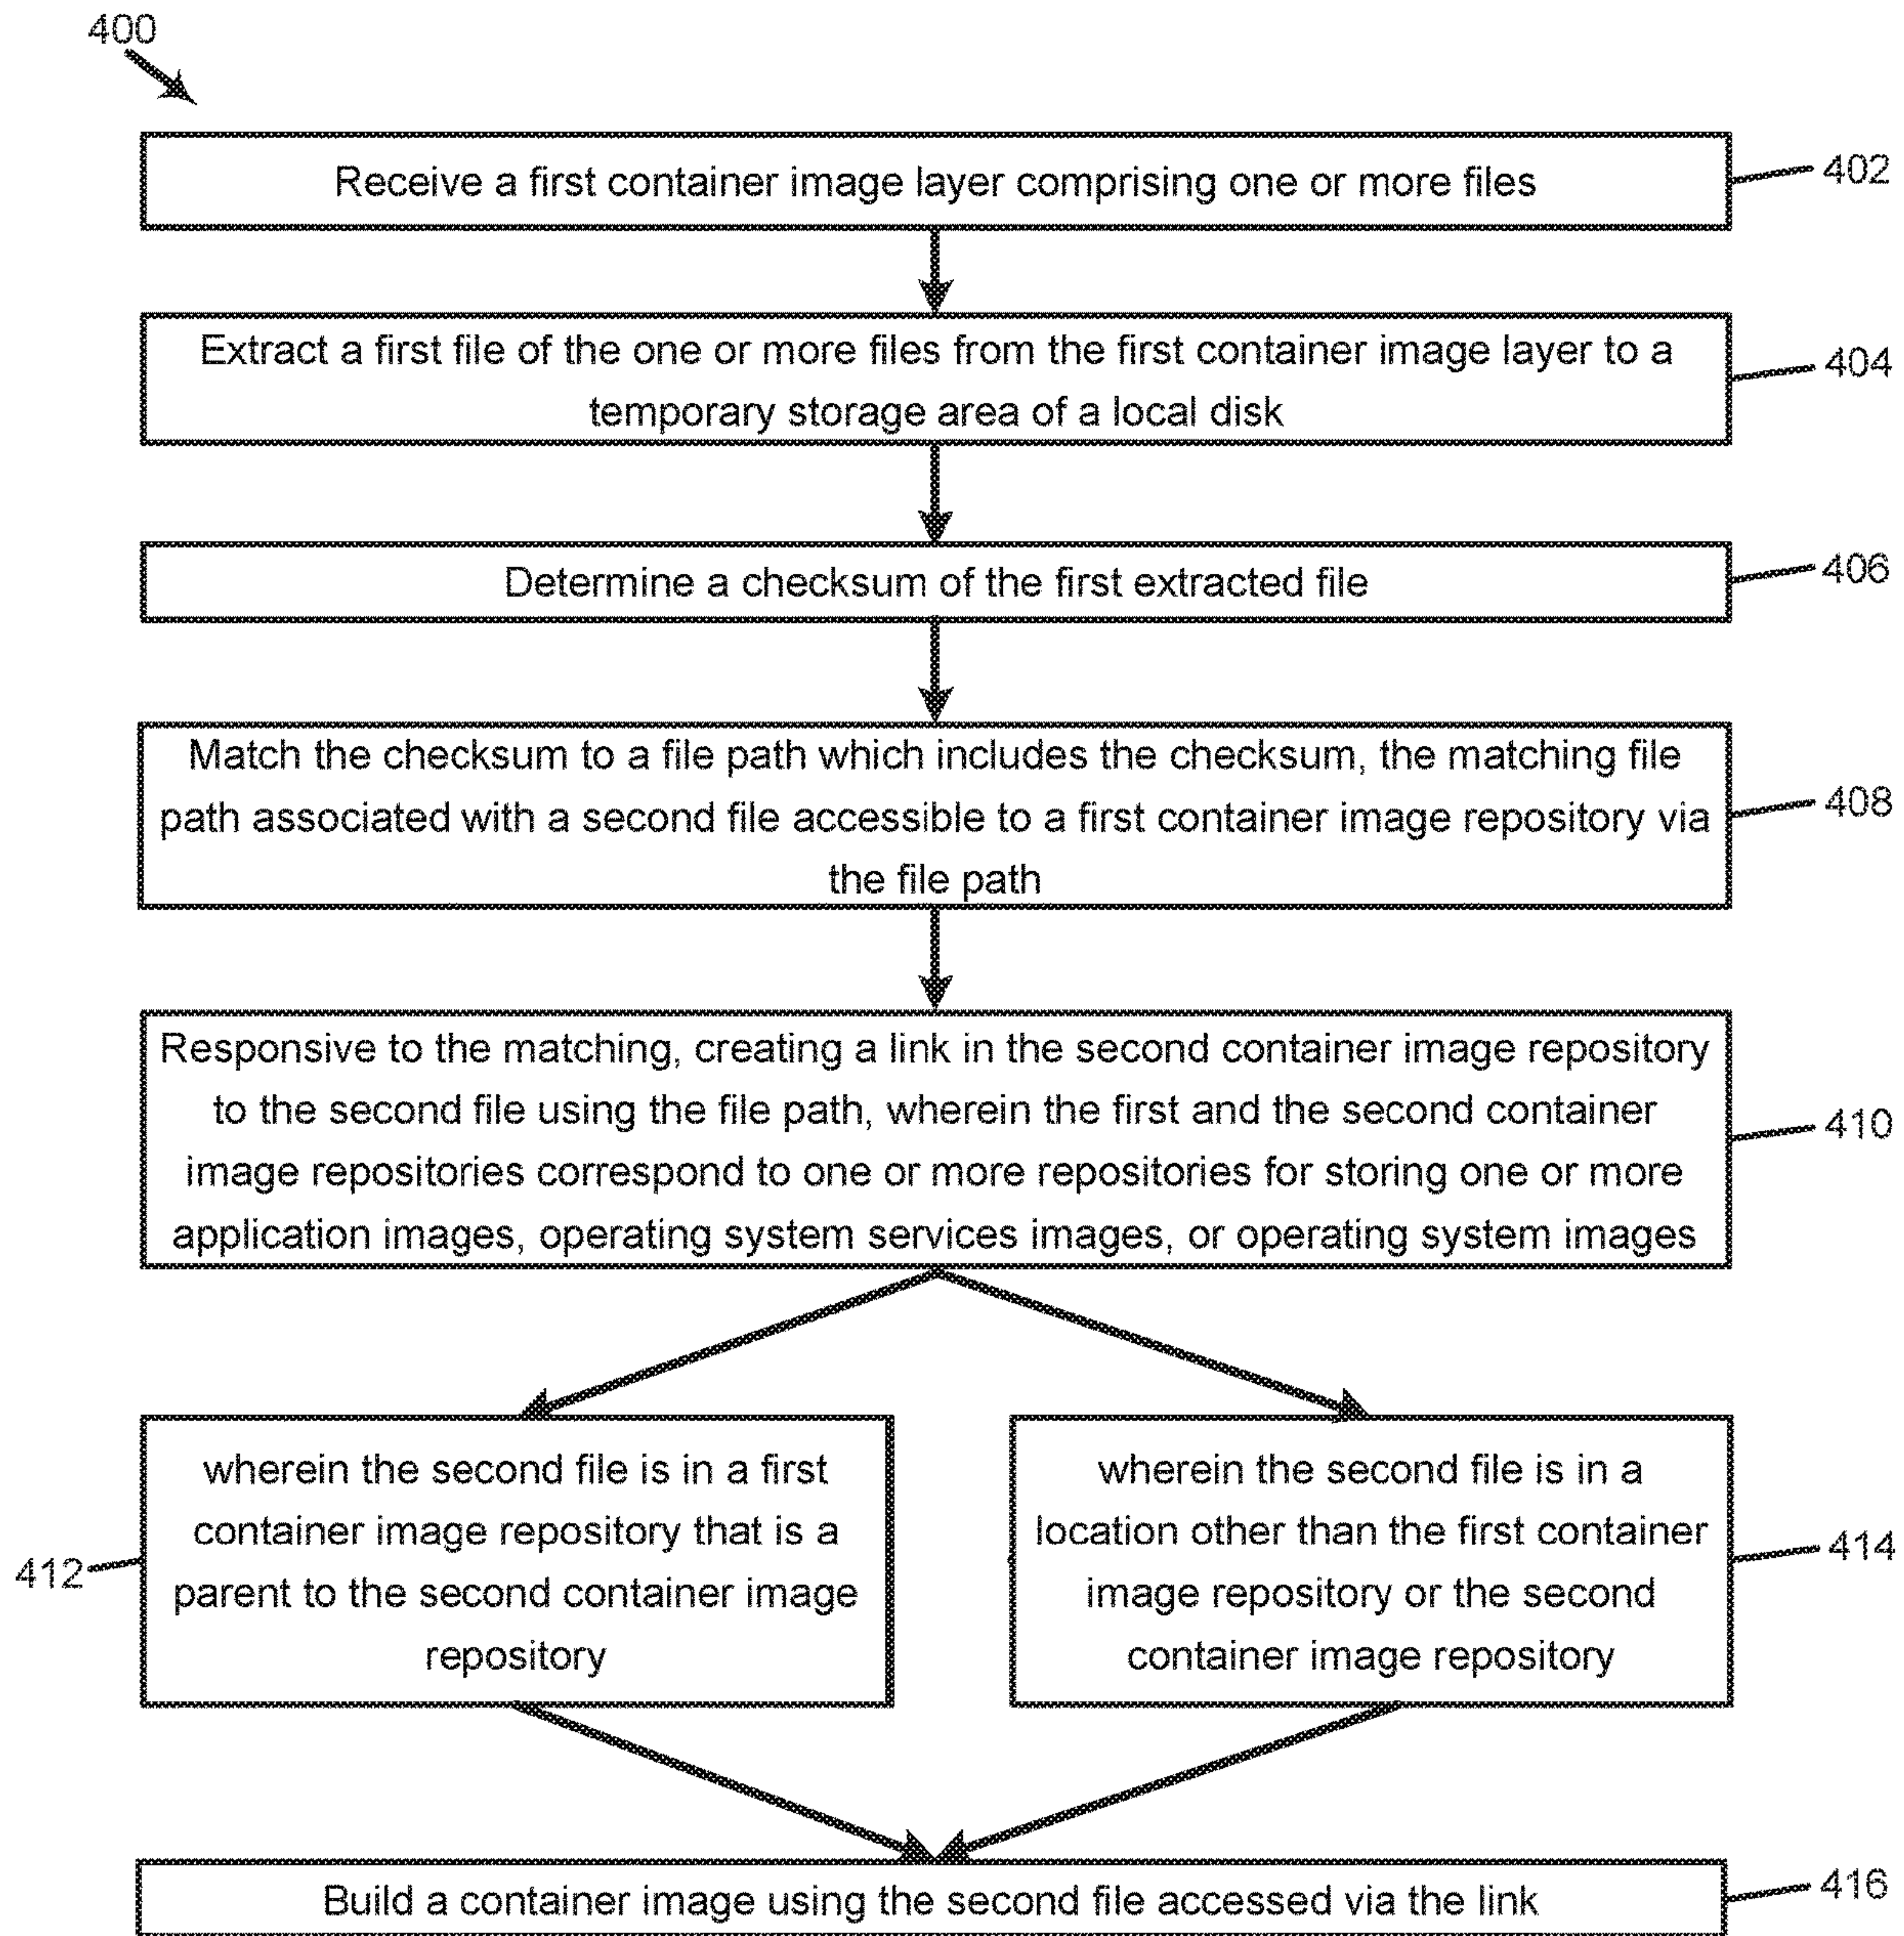 400
Receive a first container image layer comprising one or more files
402
Extract a first file of the one or more files from the first container image layer to a
temporary storage area of a local disk
404
Determine a checksum of the first extracted file
406
Match the checksum to a file path which includes the checksum, the matching file
path associated with a second file accessible to a first container image repository via
the file path
408
Responsive to the matching, creating a link in the second container image repository
to the second file using the file path, wherein the first and the second container
image repositories correspond to one or more repositories for storing one or more
application images, operating system services images, or operating system images
410
412
wherein the second file is in a first
container image repository that is a
parent to the second container image
repository
wherein the second file is in a
location other than the first container
image repository or the second
container image repository
414
Build a container image using the second file accessed via the link
416